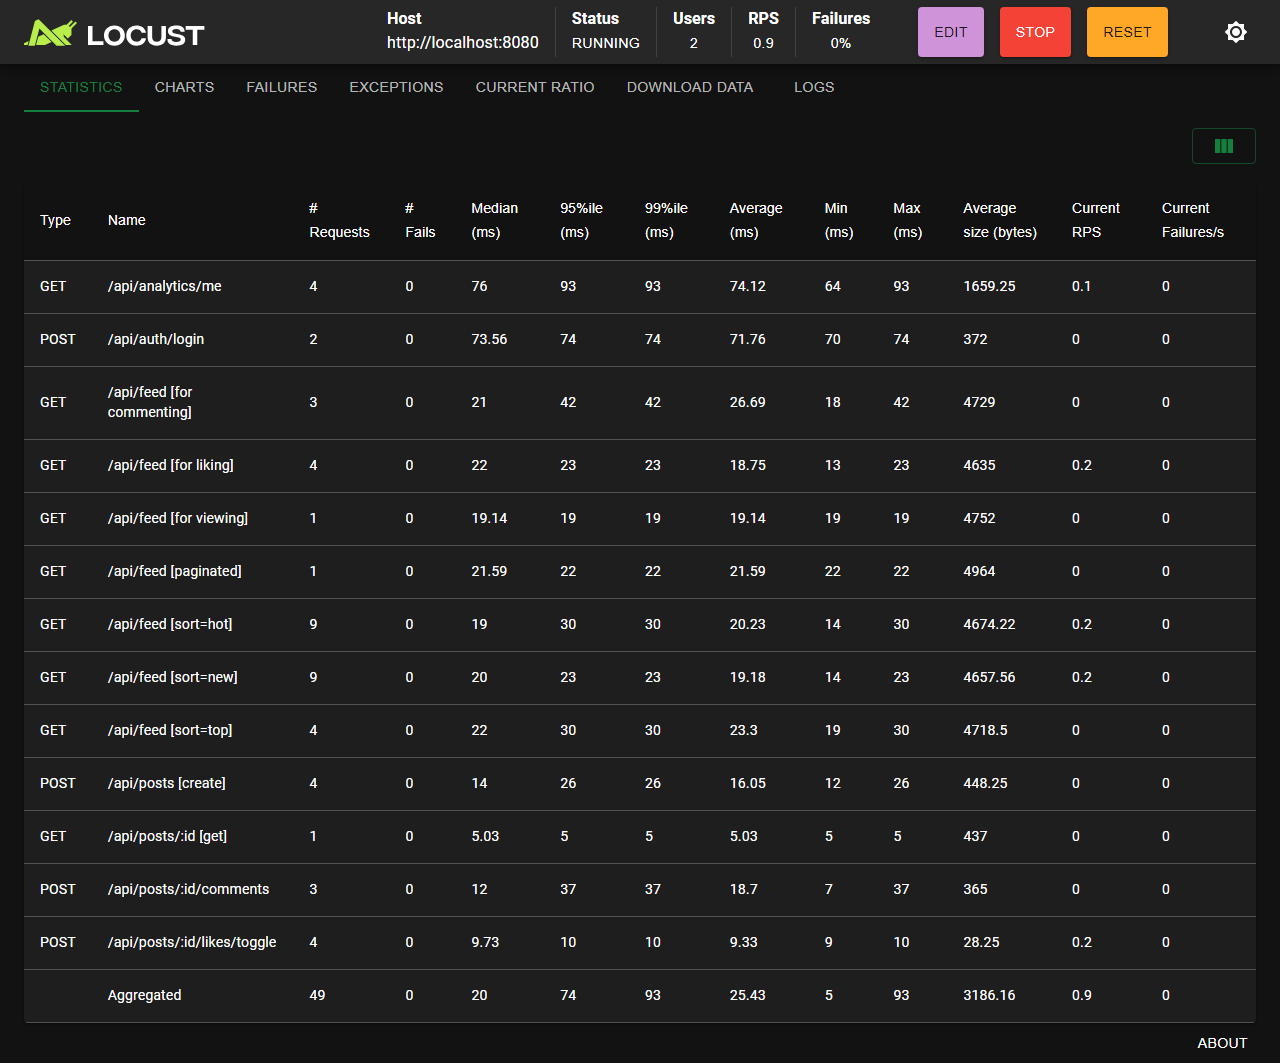 LOCUST
Host
http://localhost:8080
Status
RUNNING
Users
2
RPS
0.9
Failures
0%
EDIT
STOP
RESET
STATISTICS CHARTS FAILURES EXCEPTIONS CURRENT RATIO DOWNLOAD DATA LOGS
Type Name # Requests # Fails Median (ms) 95%ile (ms) 99%ile (ms) Average (ms) Min (ms) Max (ms) Average size (bytes) Current RPS Current Failures/s
GET /api/analytics/me 4 0 76 93 93 74.12 64 93 1659.25 0.1 0
POST /api/auth/login 2 0 73.56 74 74 71.76 70 74 372 0 0
GET /api/feed [for commenting] 3 0 21 42 42 26.69 18 42 4729 0 0
GET /api/feed [for liking] 4 0 22 23 23 18.75 13 23 4635 0.2 0
GET /api/feed [for viewing] 1 0 19.14 19 19 19.14 19 19 4752 0 0
GET /api/feed [paginated] 1 0 21.59 22 22 21.59 22 22 4964 0 0
GET /api/feed [sort=hot] 9 0 19 30 30 20.23 14 30 4674.22 0.2 0
GET /api/feed [sort=new] 9 0 20 23 23 19.18 14 23 4657.56 0.2 0
GET /api/feed [sort=top] 4 0 22 30 30 23.3 19 30 4718.5 0 0
POST /api/posts [create] 4 0 14 26 26 16.05 12 26 448.25 0 0
GET /api/posts/:id [get] 1 0 5.03 5 5 5.03 5 5 437 0 0
POST /api/posts/:id/comments 3 0 12 37 37 18.7 7 37 365 0 0
POST /api/posts/:id/likes/toggle 4 0 9.73 10 10 9.33 9 10 28.25 0.2 0
Aggregated 49 0 20 74 93 25.43 5 93 3186.16 0.9 0
ABOUT